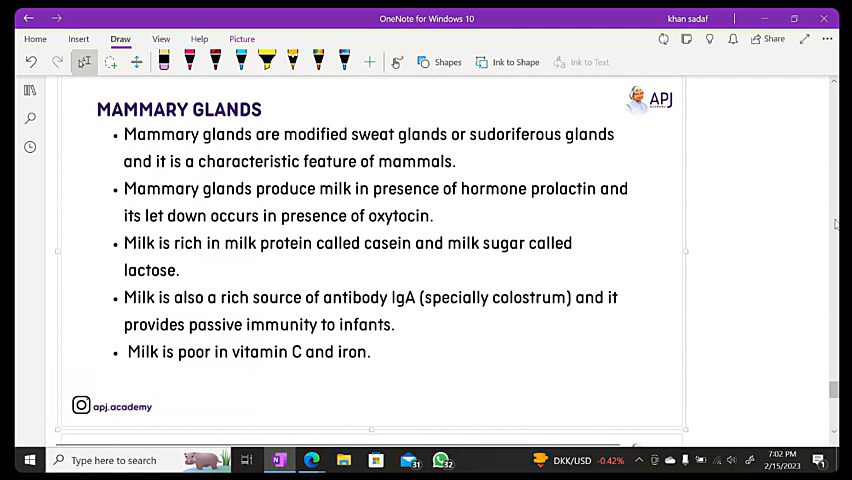 OneNote for Windows 10
khan sadaf
Home Insert Draw View Help Picture
Share
Shapes Ink to Shape Ink to Text
APJ
MAMMARY GLANDS
• Mammary glands are modified sweat glands or sudoriferous glands
and it is a characteristic feature of mammals.
• Mammary glands produce milk in presence of hormone prolactin and
its let down occurs in presence of oxytocin.
• Milk is rich in milk protein called casein and milk sugar called
lactose.
• Milk is also a rich source of antibody IgA (specially colostrum) and it
provides passive immunity to infants.
• Milk is poor in vitamin C and iron.
apj.academy
Type here to search
31
32
DKK/USD -0.42%
7:02 PM
2/15/2023
1